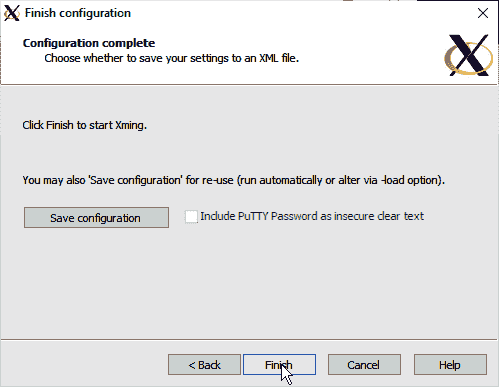 Finish configuration
Configuration complete
Choose whether to save your settings to an XML file.
Click Finish to start Xming.
You may also 'Save configuration' for re-use (run automatically or alter via -load option).
Save configuration
Include PuTTY Password as insecure clear text
< Back
Finish
Cancel
Help